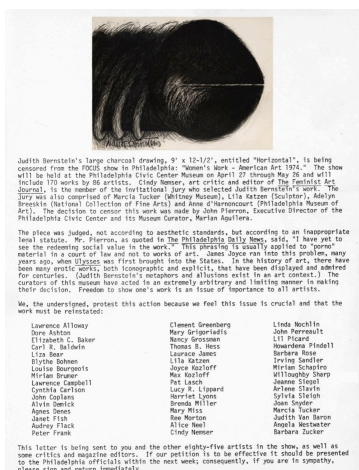 Judith Bernstein's large charcoal drawing, 9' x 12-1/2', entitled "Horizontal", is being
censored from the FOCUS show in Philadelphia: "Women's Work - American Art 1974." The show
will be held at the Philadelphia Civic Center Museum on April 27 through May 26 and will
include 170 works by 86 artists. Cindy Nemser, art critic and editor of The Feminist Art
Journal, is the member of the invitational jury who selected Judith Bernstein's work. The
jury was also comprised of Marcia Tucker (Whitney Museum), Lila Katzen (Sculptor), Adelyn
Breeskin (National Collection of Fine Arts) and Anne d'Harnoncourt (Philadelphia Museum of
Art). The decision to censor this work was made by John Pierron, Executive Director of the
Philadelphia Civic Center and its Museum Curator, Marian Aguilera.
The piece was judged, not according to aesthetic standards, but according to an inappropriate
lenal statute. Mr. Pierron, as quoted in The Philadelphia Daily News, said, "I have yet to
see the redeeming social value in the work." This phrasing is usually applied to "porno"
material in a court of law and not to works of art. James Joyce ran into this problem, many
years ago, when Ulysses was first brought into the States. In the history of art, there have
been many erotic works, both iconographic and explicit, that have been displayed and admired
for centuries. (Judith Bernstein's metaphors and allusions exist in an art context.) The
curators of this museum have acted in an extremely arbitrary and limiting manner in making
their decision. Freedom to show one's work is an issue of importance to all artists.
We, the undersigned, protest this action because we feel this issue is crucial and that the
work must be reinstated:
Lawrence Alloway
Dore Ashton
Elizabeth C. Baker
Carl R. Baldwin
Liza Bear
Blythe Bohnen
Louise Bourgeois
Miriam Brumer
Lawrence Campbell
Cynthia Carlson
John Coplans
Alvin Demick
Agnes Denes
Janet Fish
Audrey Flack
Peter Frank
Clement Greenberg
Mary Grigoriadis
Nancy Grossman
Thomas B. Hess
Laurace James
Lila Katzen
Joyce Kozloff
Max Kozloff
Pat Lasch
Lucy R. Lippard
Harriet Lyons
Brenda Miller
Mary Miss
Ree Morton
Alice Neel
Cindy Nemser
Linda Nochlin
John Perreault
Lil Picard
Howardena Pindell
Barbara Rose
Irving Sandler
Miriam Schapiro
Willoughby Sharp
Jeanne Siegel
Arlene Slavin
Sylvia Sleigh
Joan Snyder
Marcia Tucker
Judith Van Baron
Angela Westwater
Barbara Zucker
This letter is being sent to you and the other eighty-five artists in the show, as well as
some critics and magazine editors. If our petition is to be effective it should be presented
to the Philadelphia officials within the next week; consequently, if you are in sympathy,
please sign and return immediately.